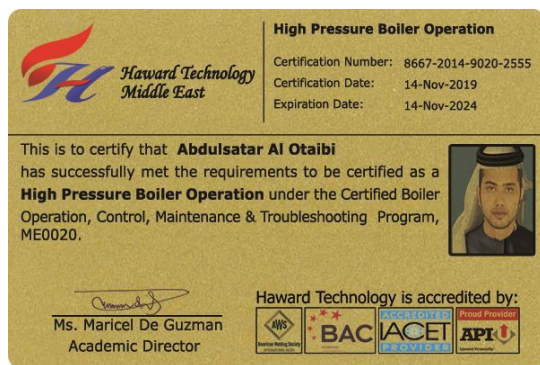 Haward Technology
Middle East
High Pressure Boiler Operation
Certification Number: 8667-2014-9020-2555
Certification Date: 14-Nov-2019
Expiration Date: 14-Nov-2024
This is to certify that Abdulsatar Al Otaibi
has successfully met the requirements to be certified as a
High Pressure Boiler Operation under the Certified Boiler
Operation, Control, Maintenance & Troubleshooting Program,
ME0020.
Ms. Maricel De Guzman
Academic Director
Haward Technology is accredited by:
AWS
American Welding Society
BAC
ACCREDITED
IACET
PROVIDER
Proud Provider
API